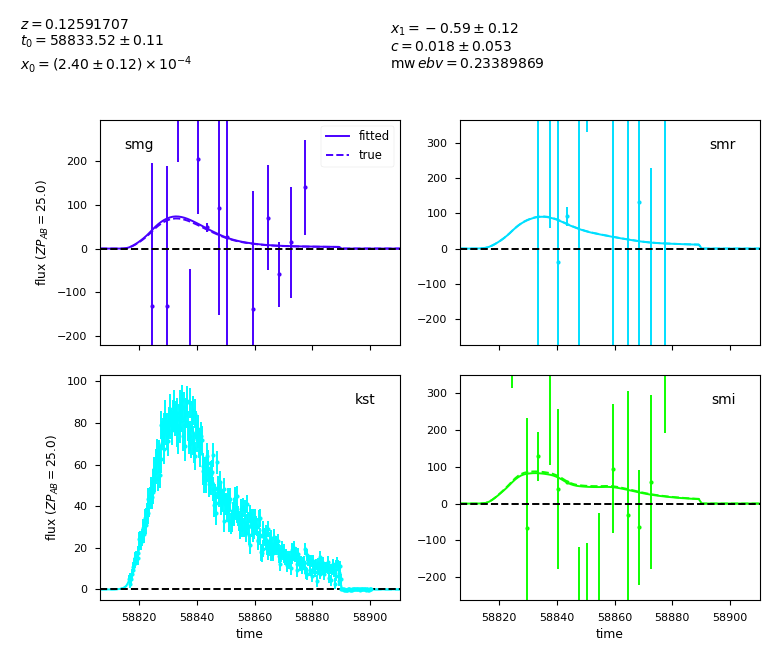 z = 0.12591707
t₀ = 58833.52 ± 0.11
x₀ = (2.40 ± 0.12) × 10⁻⁴
x₁ = −0.59 ± 0.12
c = 0.018 ± 0.053
mw ebv = 0.23389869
smg
fitted
true
200
100
0
−100
−200
flux (ZP_AB = 25.0)
smr
300
200
100
0
−100
−200
kst
100
80
60
40
20
0
flux (ZP_AB = 25.0)
58820 58840 58860 58880 58900
time
smi
300
200
100
0
−100
−200
58820 58840 58860 58880 58900
time